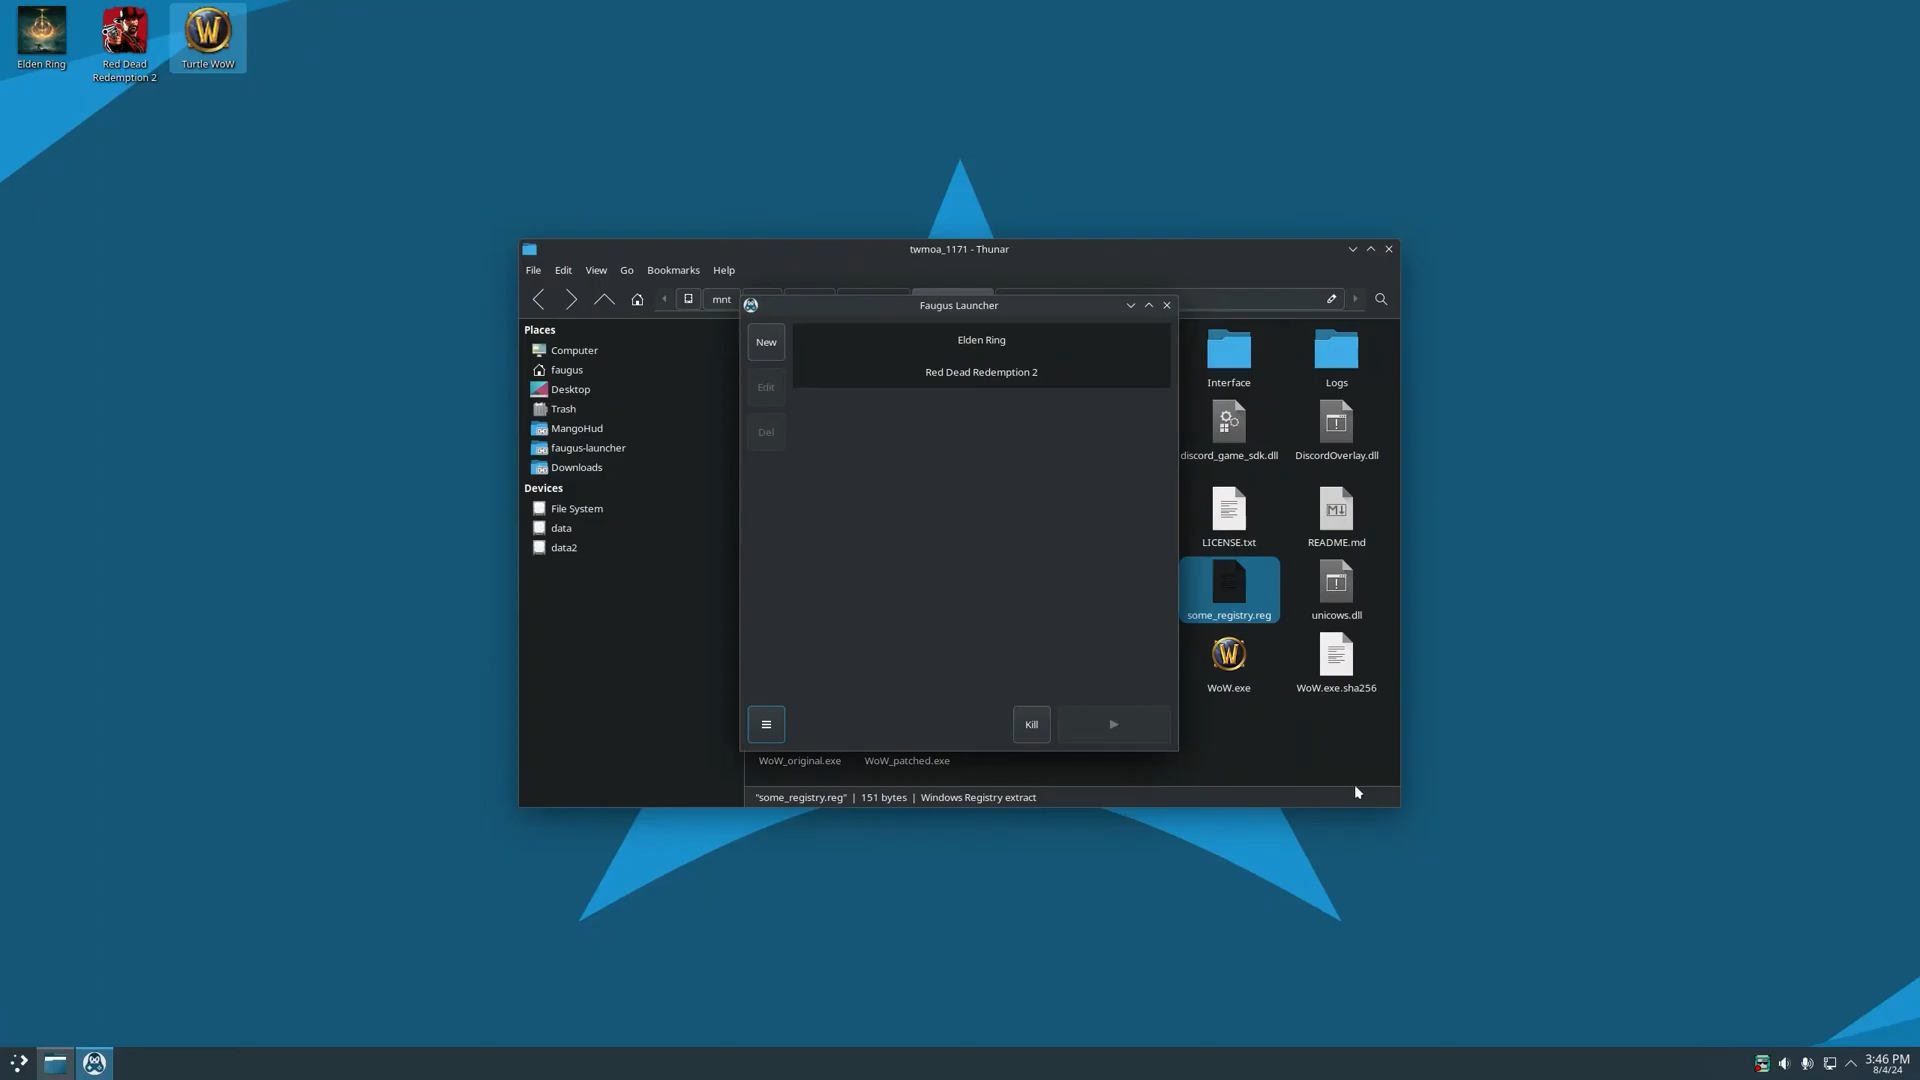 Elden Ring
Red Dead
Redemption 2
Turtle WoW
twmoa_1171 - Thunar
File Edit View Go Bookmarks Help
mnt
Places
Computer
faugus
Desktop
Trash
MangoHud
faugus-launcher
Downloads
Devices
File System
data
data2
Faugus Launcher
New
Edit
Del
Elden Ring
Red Dead Redemption 2
Kill
Interface
Logs
discord_game_sdk.dll
DiscordOverlay.dll
LICENSE.txt
README.md
some_registry.reg
unicows.dll
WoW.exe
WoW.exe.sha256
WoW_original.exe
WoW_patched.exe
"some_registry.reg" | 151 bytes | Windows Registry extract
3:46 PM
8/4/24